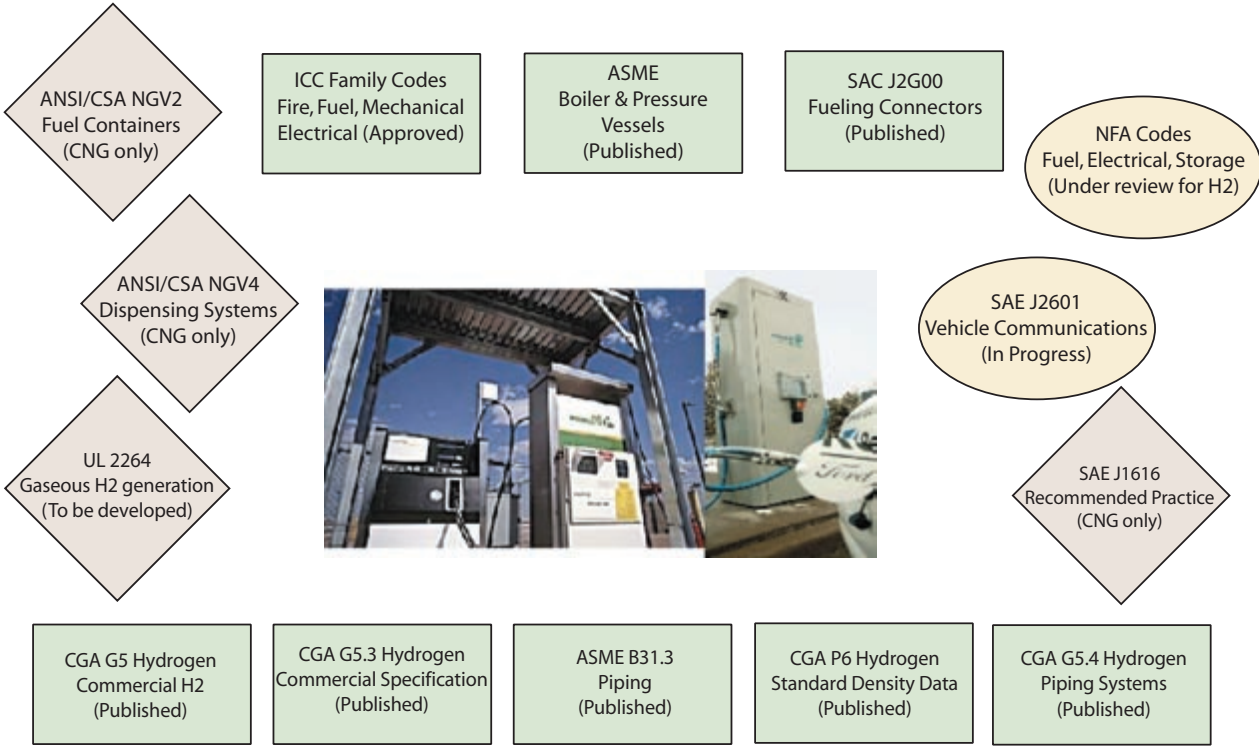 ANSI/CSA NGV2
Fuel Containers
(CNG only)
ICC Family Codes
Fire, Fuel, Mechanical
Electrical (Approved)
ASME
Boiler & Pressure
Vessels
(Published)
SAC J2G00
Fueling Connectors
(Published)
NFA Codes
Fuel, Electrical, Storage
(Under review for H2)
ANSI/CSA NGV4
Dispensing Systems
(CNG only)
SAE J2601
Vehicle Communications
(In Progress)
UL 2264
Gaseous H2 generation
(To be developed)
Ford
SAE J1616
Recommended Practice
(CNG only)
CGA G5 Hydrogen
Commercial H2
(Published)
CGA G5.3 Hydrogen
Commercial Specification
(Published)
ASME B31.3
Piping
(Published)
CGA P6 Hydrogen
Standard Density Data
(Published)
CGA G5.4 Hydrogen
Piping Systems
(Published)